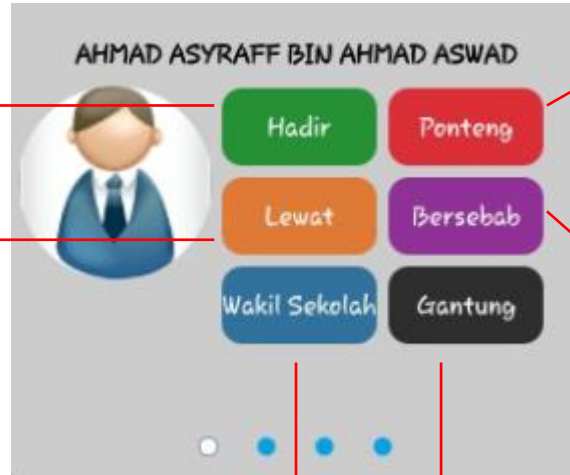 AHMAD ASYRAFF BIN AHMAD ASWAD
Hadir Ponteng
Lewat Bersebab
Wakil Sekolah Gantung